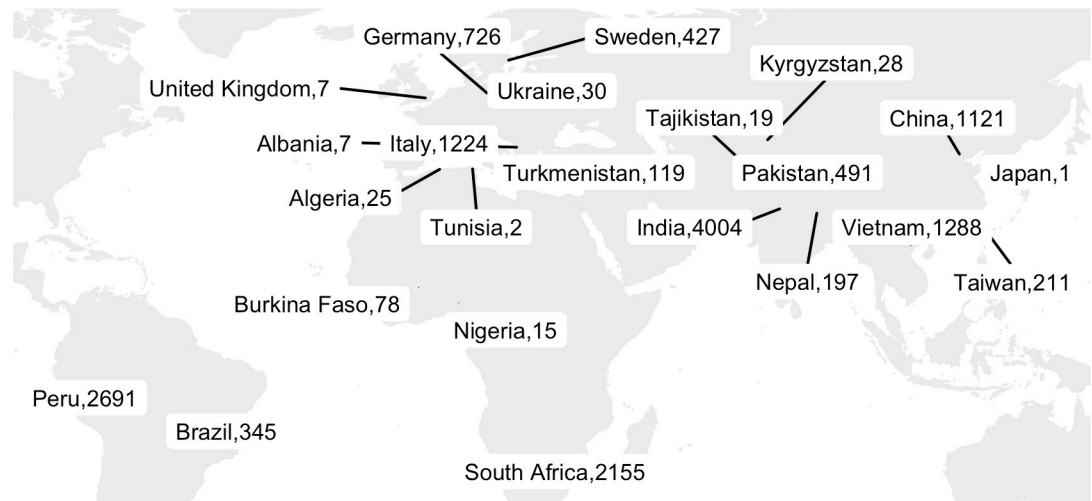 Germany,726
Sweden,427
Kyrgyzstan,28
United Kingdom,7
Ukraine,30
Tajikistan,19
China,1121
Albania,7
Italy,1224
Turkmenistan,119
Pakistan,491
Japan,1
Algeria,25
Tunisia,2
India,4004
Vietnam,1288
Nepal,197
Taiwan,211
Burkina Faso,78
Nigeria,15
Peru,2691
Brazil,345
South Africa,2155